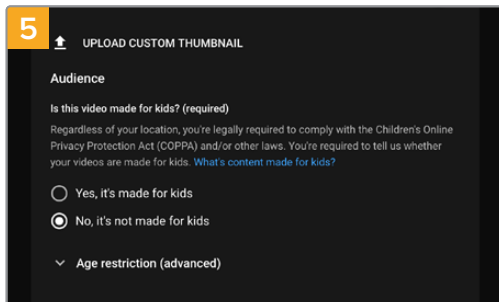 5
UPLOAD CUSTOM THUMBNAIL
Audience
Is this video made for kids? (required)
Regardless of your location, you're legally required to comply with the Children's Online
Privacy Protection Act (COPPA) and/or other laws. You're required to tell us whether
your videos are made for kids. What's content made for kids?
Yes, it's made for kids
No, it's not made for kids
Age restriction (advanced)